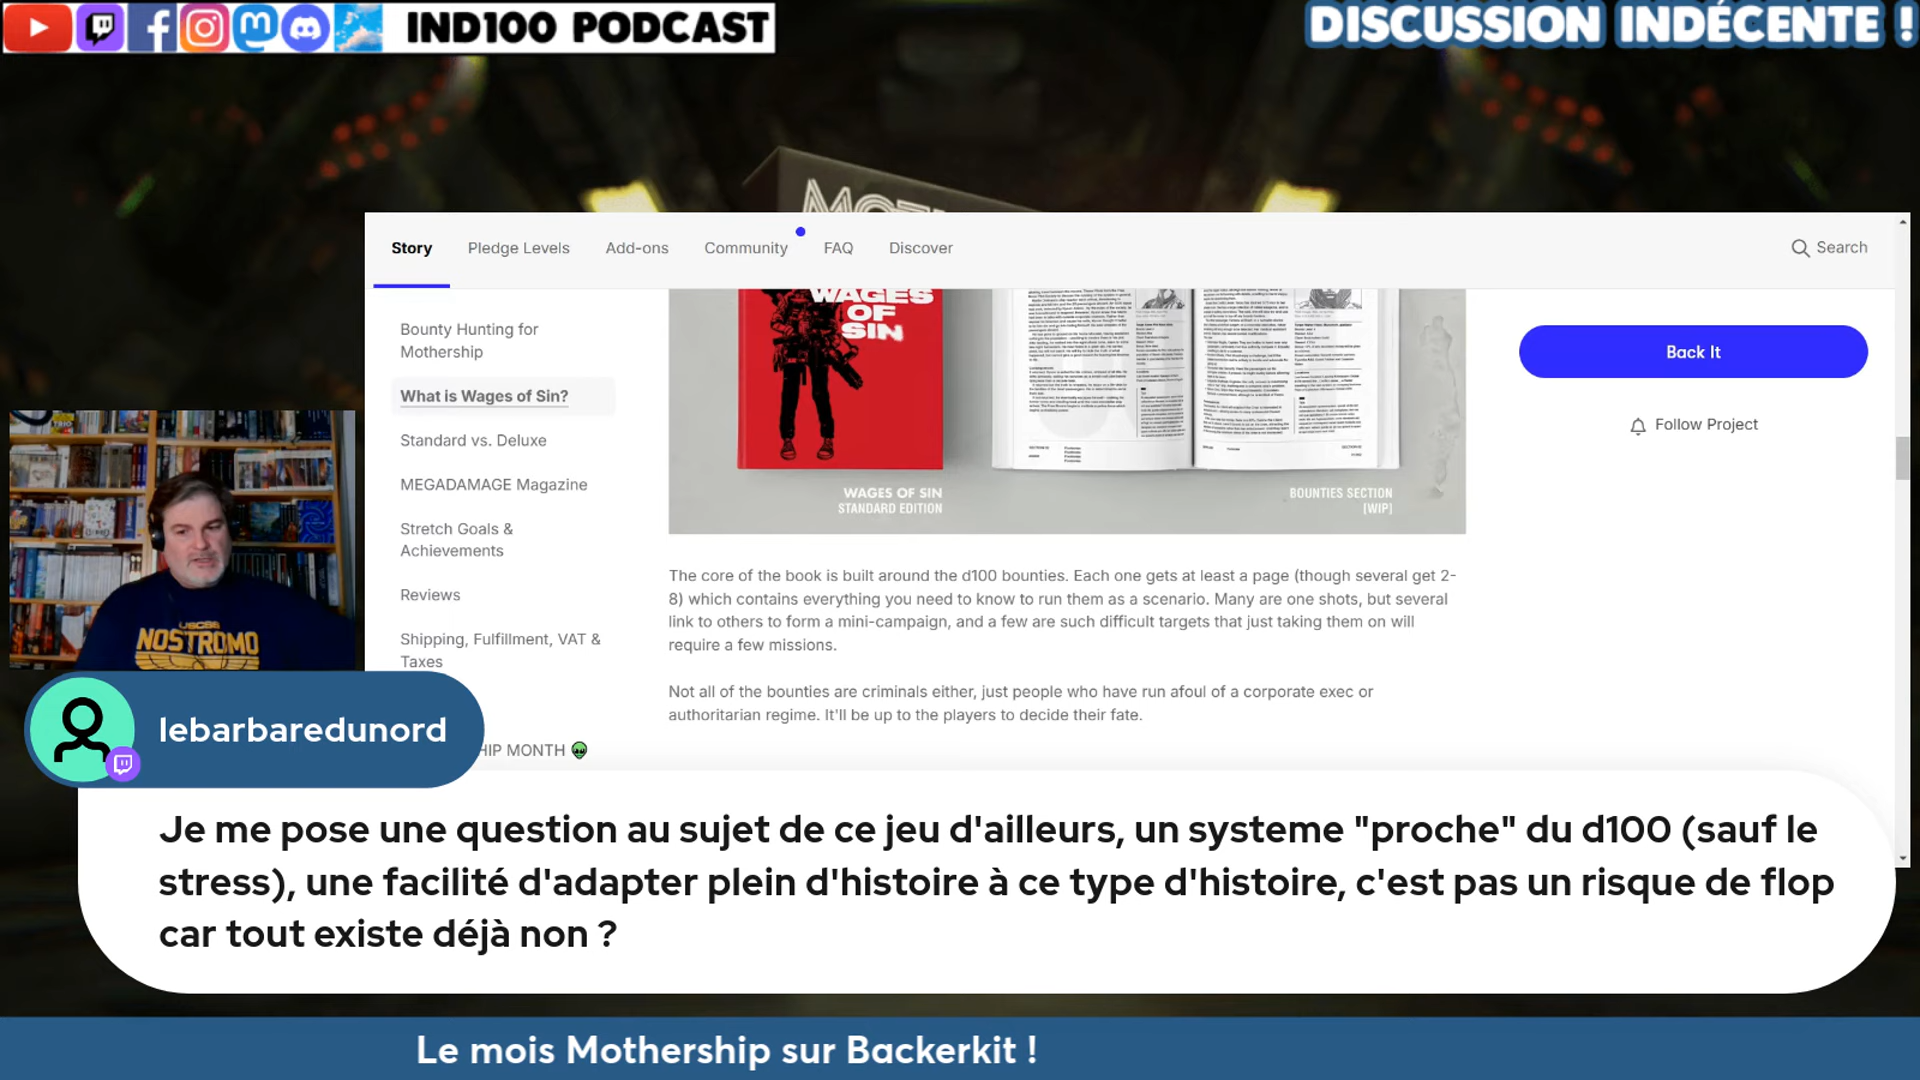 IND100 PODCAST
DISCUSSION INDÉCENTE !
Story
Pledge Levels
Add-ons
Community
FAQ
Discover
Search
Bounty Hunting for
Mothership
What is Wages of Sin?
Standard vs. Deluxe
MEGADAMAGE Magazine
Stretch Goals &
Achievements
Reviews
Shipping, Fulfillment, VAT &
Taxes
HIP MONTH
WAGES
OF
SIN
WAGES OF SIN
STANDARD EDITION
BOUNTIES SECTION
[WIP]
The core of the book is built around the d100 bounties. Each one gets at least a page (though several get 2-
8) which contains everything you need to know to run them as a scenario. Many are one shots, but several
link to others to form a mini-campaign, and a few are such difficult targets that just taking them on will
require a few missions.
Not all of the bounties are criminals either, just people who have run afoul of a corporate exec or
authoritarian regime. It'll be up to the players to decide their fate.
Back It
Follow Project
USCSS
NOSTROMO
lebarbaredunord
Je me pose une question au sujet de ce jeu d'ailleurs, un systeme "proche" du d100 (sauf le
stress), une facilité d'adapter plein d'histoire à ce type d'histoire, c'est pas un risque de flop
car tout existe déjà non ?
Le mois Mothership sur Backerkit !